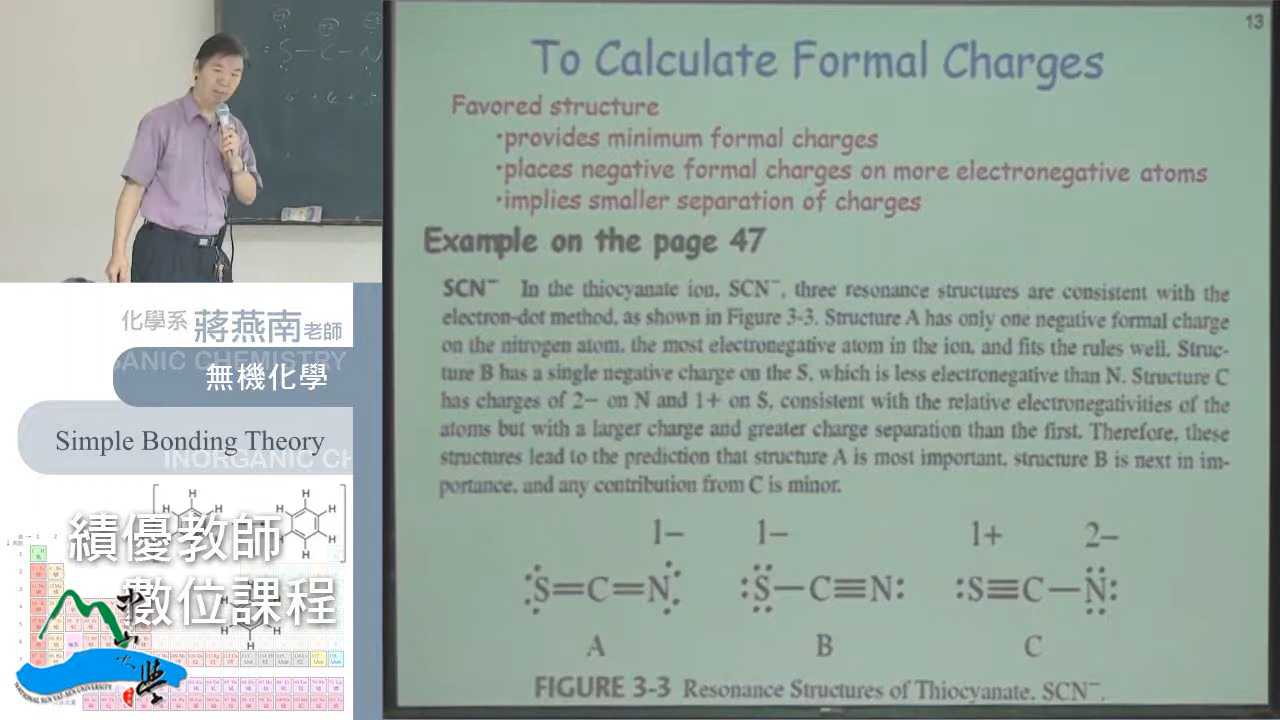 13
To Calculate Formal Charges
Favored structure
•provides minimum formal charges
•places negative formal charges on more electronegative atoms
•implies smaller separation of charges
Example on the page 47
SCN⁻ In the thiocyanate ion, SCN⁻, three resonance structures are consistent with the
electron-dot method, as shown in Figure 3-3. Structure A has only one negative formal charge
on the nitrogen atom, the most electronegative atom in the ion, and fits the rules well. Struc-
ture B has a single negative charge on the S, which is less electronegative than N. Structure C
has charges of 2− on N and 1+ on S, consistent with the relative electronegativities of the
atoms but with a larger charge and greater charge separation than the first. Therefore, these
structures lead to the prediction that structure A is most important, structure B is next in im-
portance, and any contribution from C is minor.
1− 1− 1+ 2−
S=C=N S−C≡N: :S≡C−N:
A B C
FIGURE 3-3 Resonance Structures of Thiocyanate, SCN⁻.
化學系 蔣燕南老師
無機化學
Simple Bonding Theory
績優教師
數位課程
NATIONAL SUN YAT-SEN UNIVERSITY